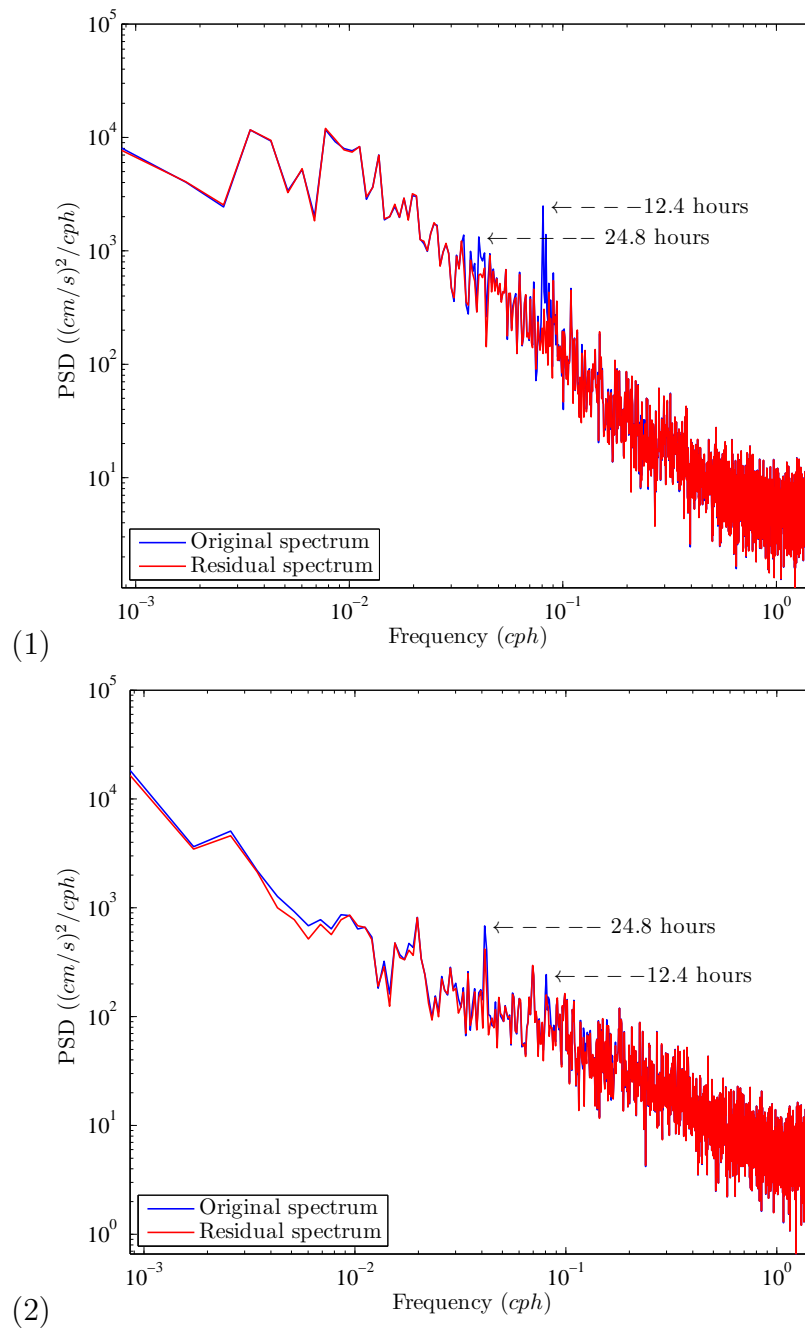 10^5
10^4
10^3
10^2
10^1
PSD ((cm/s)^2/cph)
←− − − −12.4 hours
←− − − −− 24.8 hours
Original spectrum
Residual spectrum
10^−3
10^−2
10^−1
10^0
Frequency (cph)
(1)
10^5
10^4
10^3
10^2
10^1
10^0
PSD ((cm/s)^2/cph)
←− − − −− 24.8 hours
←− − − −12.4 hours
Original spectrum
Residual spectrum
10^−3
10^−2
10^−1
10^0
Frequency (cph)
(2)